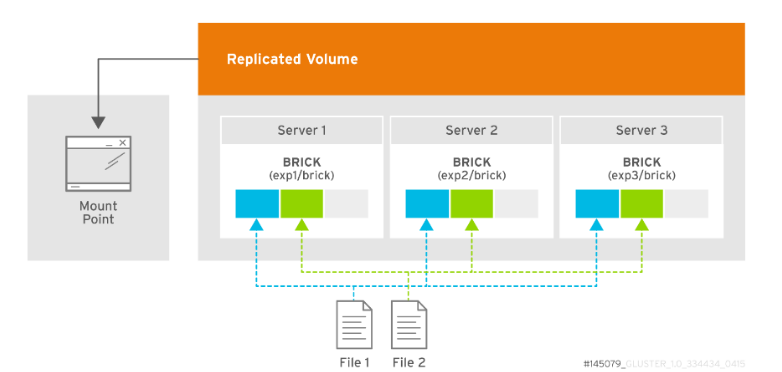 Replicated Volume
Server 1
BRICK
(exp1/brick)
Server 2
BRICK
(exp2/brick)
Server 3
BRICK
(exp3/brick)
Mount
Point
File 1
File 2
#145079_GLUSTER_1.0_334434_0415